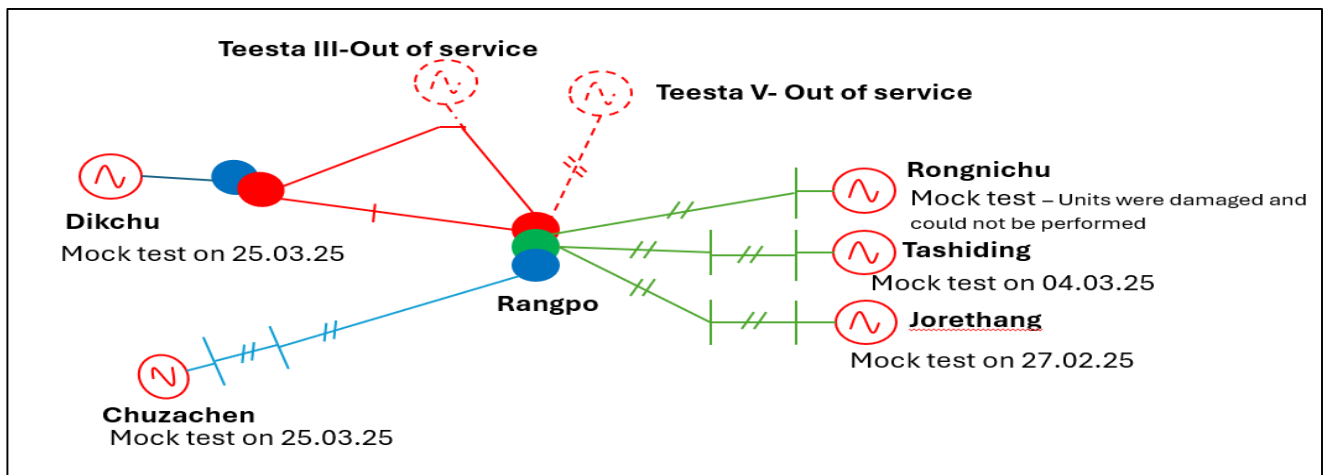 Teesta III-Out of service
Teesta V- Out of service
Rongnichu
Mock test – Units were damaged and
could not be performed
Dikchu
Mock test on 25.03.25
Tashiding
Mock test on 04.03.25
Rangpo
Jorethang
Mock test on 27.02.25
Chuzachen
Mock test on 25.03.25